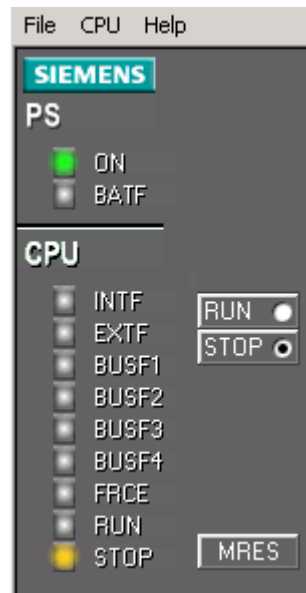 File CPU Help
SIEMENS
PS
ON
BATF
CPU
INTF
EXTF
BUSF1
BUSF2
BUSF3
BUSF4
FRCE
RUN
STOP
RUN
STOP
MRES